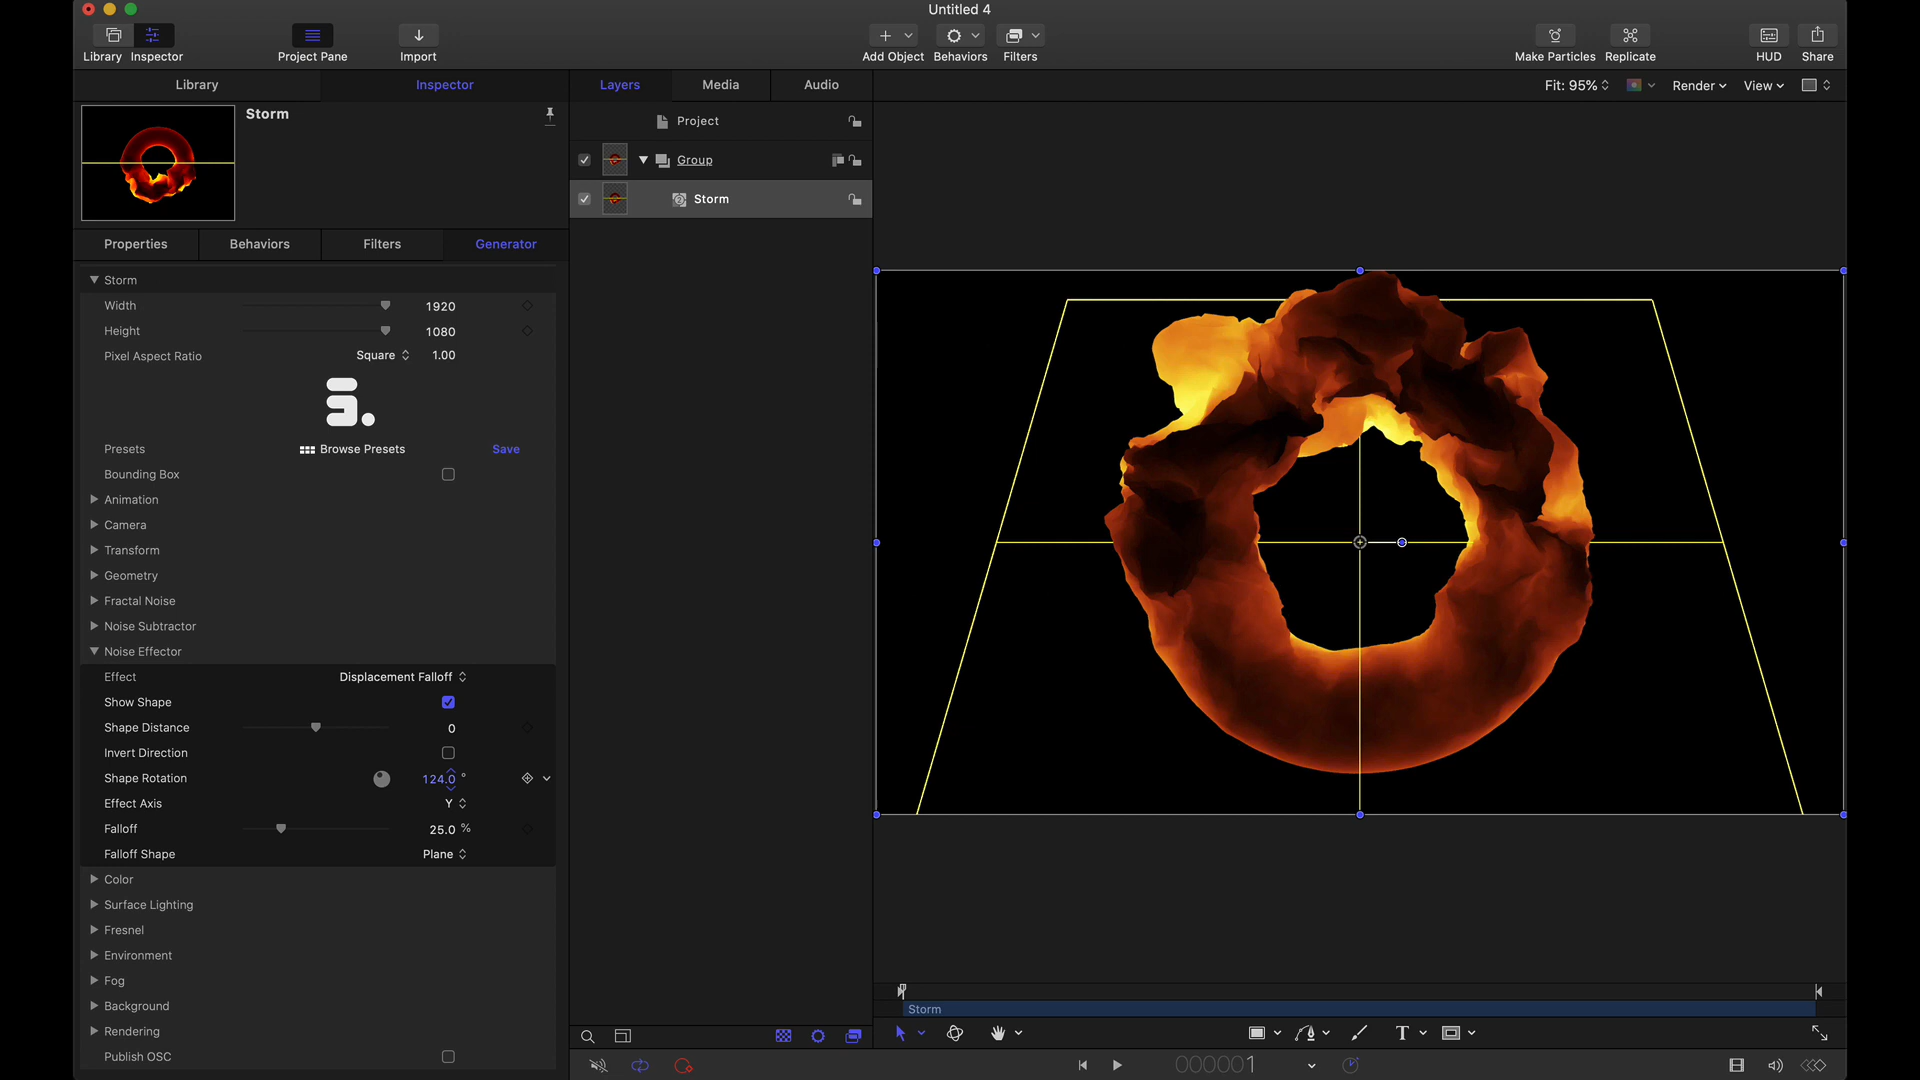 Untitled 4
Library
Inspector
Project Pane
Import
Add Object
Behaviors
Filters
Make Particles
Replicate
HUD
Share
Library
Inspector
Layers
Media
Audio
Fit: 95%
Render
View
Storm
Project
Group
Storm
Properties
Behaviors
Filters
Generator
Storm
Width 1920
Height 1080
Pixel Aspect Ratio Square 1.00
Presets Browse Presets Save
Bounding Box
Animation
Camera
Transform
Geometry
Fractal Noise
Noise Subtractor
Noise Effector
Effect Displacement Falloff
Show Shape
Shape Distance 0
Invert Direction
Shape Rotation 124.0 °
Effect Axis Y
Falloff 25.0 %
Falloff Shape Plane
Color
Surface Lighting
Fresnel
Environment
Fog
Background
Rendering
Publish OSC
Storm
T
000001